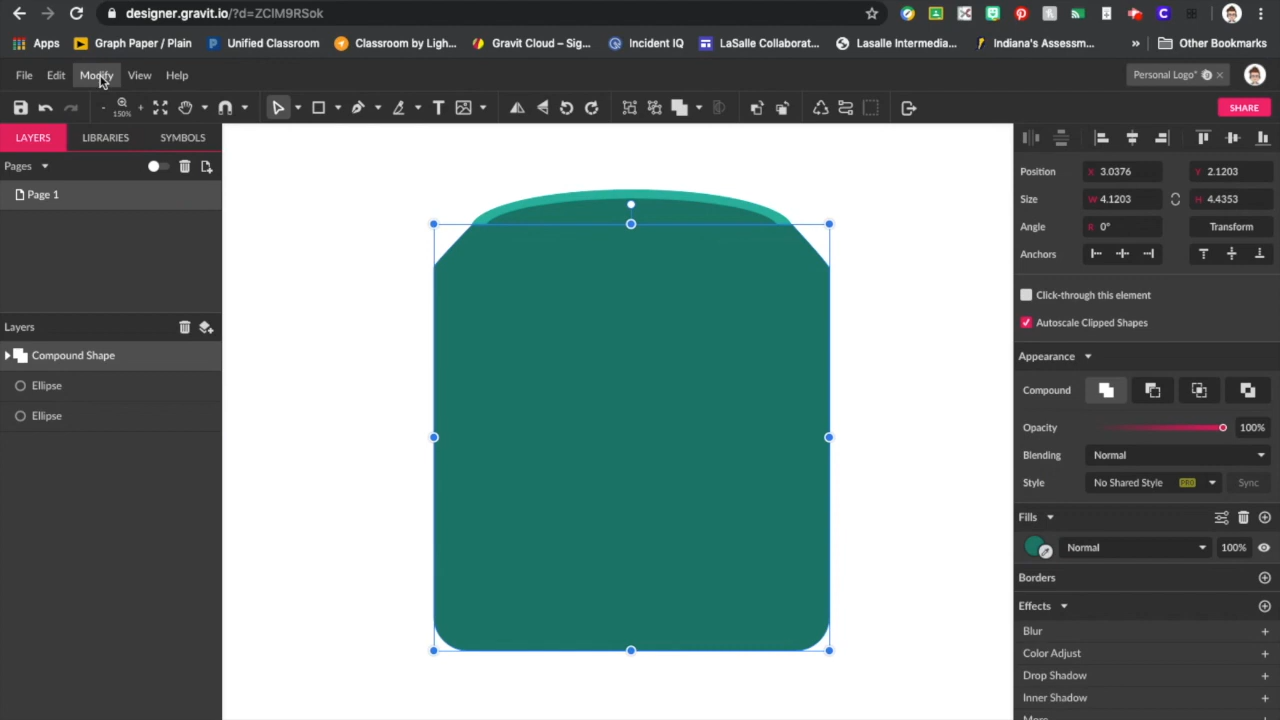 designer.gravit.io/?d=ZClM9RSok
Apps Graph Paper / Plain Unified Classroom Classroom by Ligh... Gravit Cloud – Sig... Incident IQ LaSalle Collaborat... Lasalle Intermedia... Indiana's Assessm... » Other Bookmarks
File Edit Modify View Help Personal Logo*
- 150% + T SHARE
LAYERS LIBRARIES SYMBOLS
Pages
Page 1
Layers
Compound Shape
Ellipse
Ellipse
Position X 3.0376 Y 2.1203
Size W 4.1203 H 4.4353
Angle R 0° Transform
Anchors
Click-through this element
Autoscale Clipped Shapes
Appearance
Compound
Opacity 100%
Blending Normal
Style No Shared Style PRO Sync
Fills
Normal 100%
Borders
Effects
Blur +
Color Adjust +
Drop Shadow +
Inner Shadow +
More